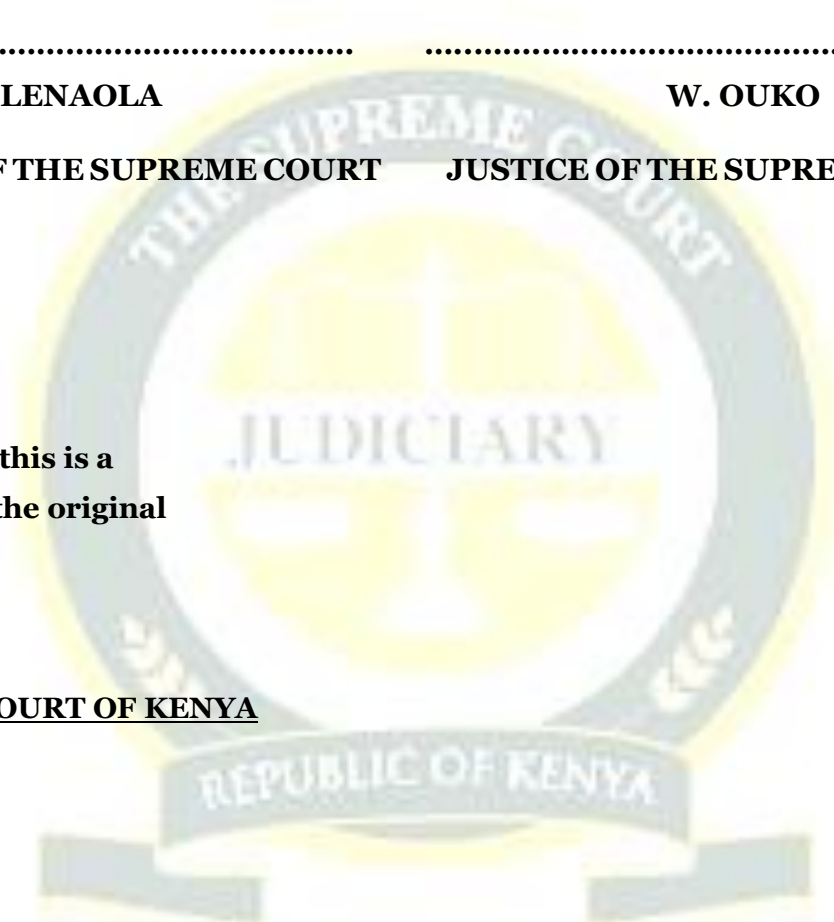 LENAOLA W. OUKO
F THE SUPREME COURT JUSTICE OF THE SUPRE
THE SUPREME COURT
JUDICIARY
this is a
the original
OURT OF KENYA
REPUBLIC OF KENYA